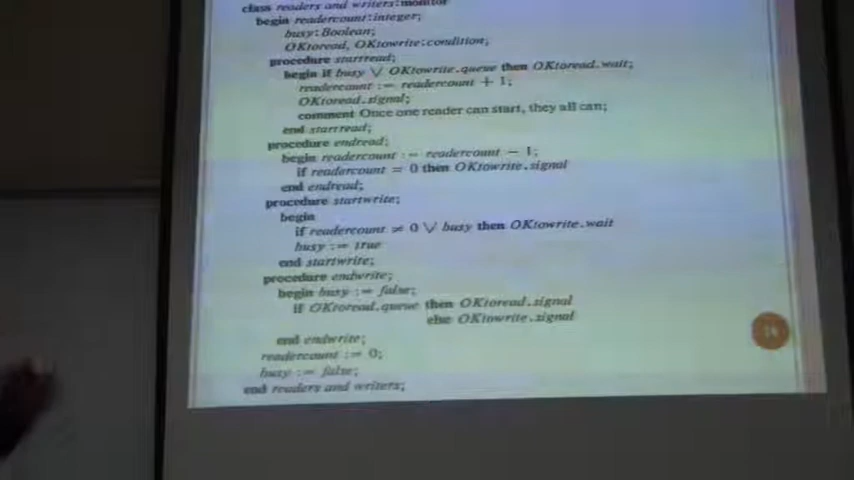 class readers and writers:monitor
begin readercount:integer;
busy:Boolean;
OKtoread, OKtowrite:condition;
procedure startread;
begin if busy ∨ OKtowrite.queue then OKtoread.wait;
readercount := readercount + 1;
OKtoread.signal;
comment Once one reader can start, they all can;
end startread;
procedure endread;
begin readercount := readercount − 1;
if readercount = 0 then OKtowrite.signal
end endread;
procedure startwrite;
begin
if readercount ≠ 0 ∨ busy then OKtowrite.wait
busy := true
end startwrite;
procedure endwrite;
begin busy := false;
if OKtoread.queue then OKtoread.signal
else OKtowrite.signal
end endwrite;
readercount := 0;
busy := false;
end readers and writers;